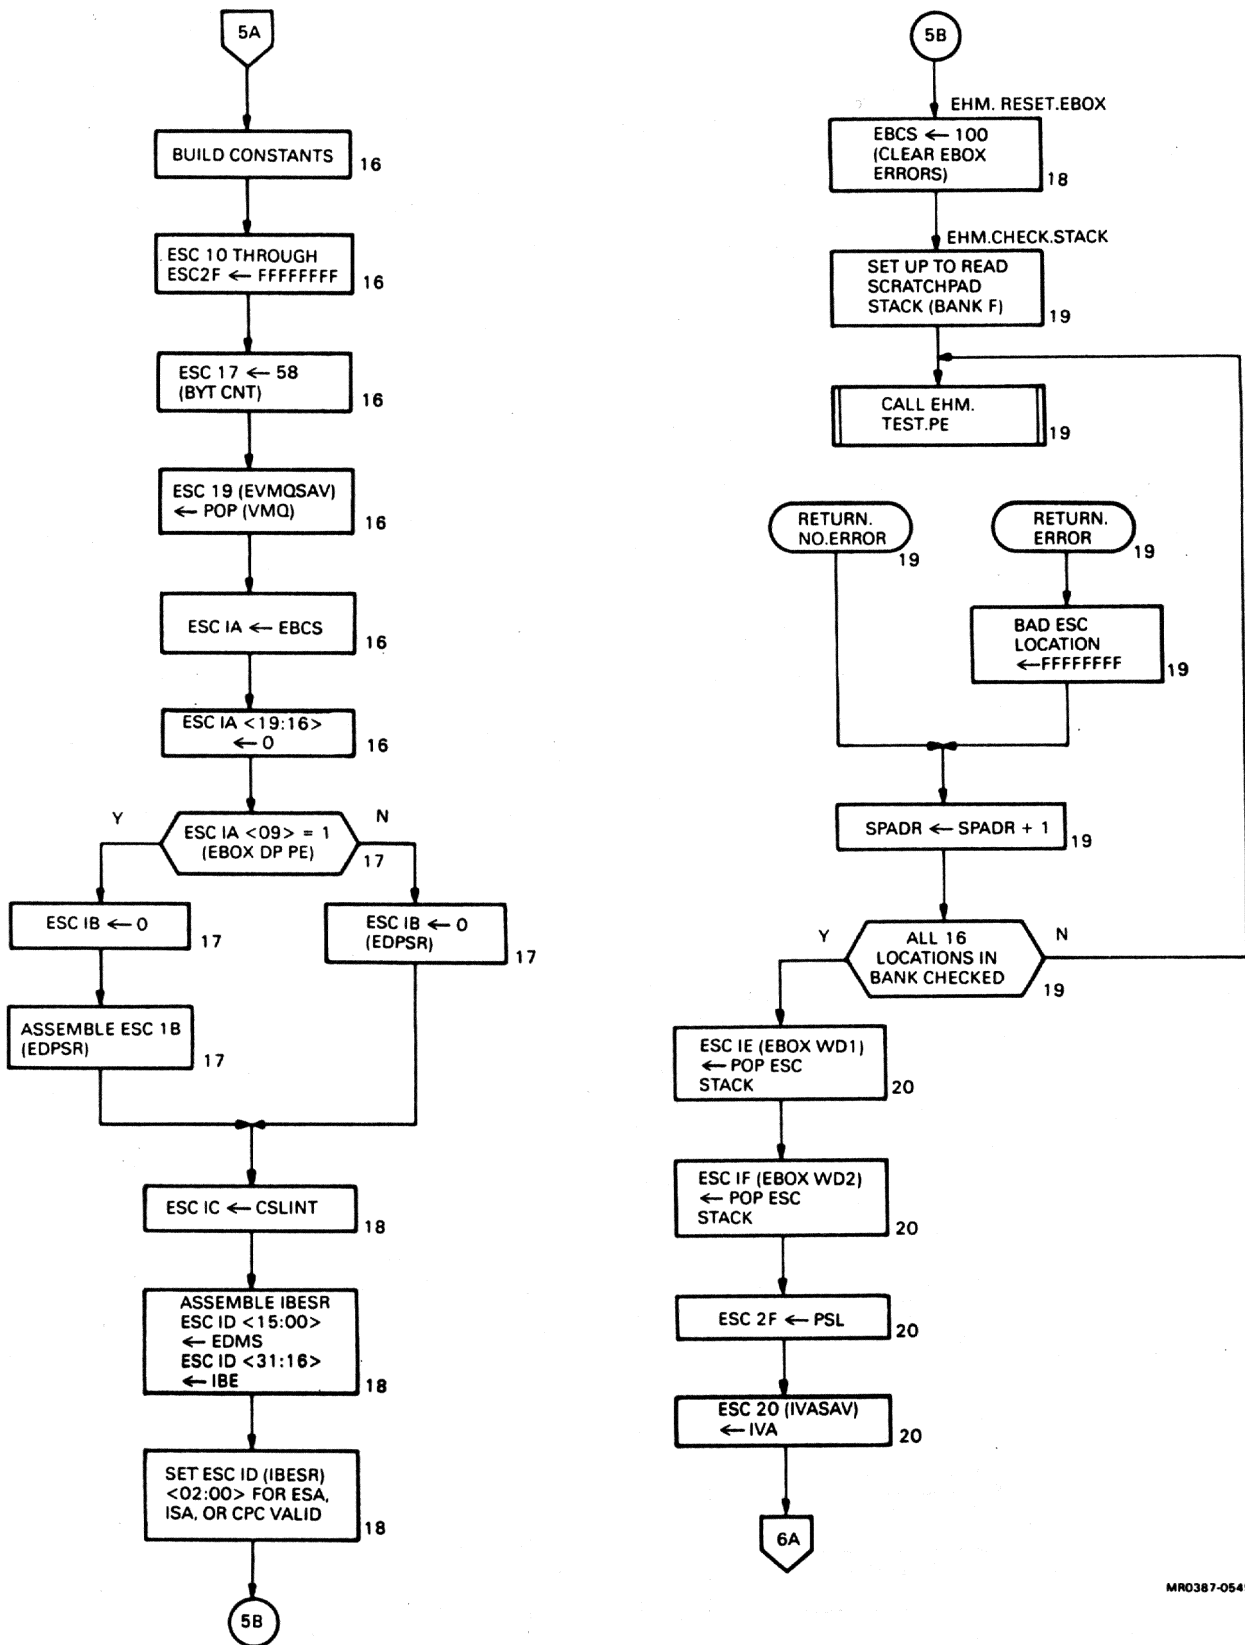 5A
BUILD CONSTANTS
16
ESC 10 THROUGH
ESC2F ← FFFFFFFF
16
ESC 17 ← 58
(BYT CNT)
16
ESC 19 (EVMQSAV)
← POP (VMQ)
16
ESC IA ← EBCS
16
ESC IA <19:16>
← 0
16
Y
N
ESC IA <09> = 1
(EBOX DP PE)
17
ESC IB ← 0
17
ESC IB ← 0
(EDPSR)
17
ASSEMBLE ESC 1B
(EDPSR)
17
ESC IC ← CSLINT
18
ASSEMBLE IBESR
ESC ID <15:00>
← EDMS
ESC ID <31:16>
← IBE
18
SET ESC ID (IBESR)
<02:00> FOR ESA,
ISA, OR CPC VALID
18
5B
5B
EHM. RESET.EBOX
EBCS ← 100
(CLEAR EBOX
ERRORS)
18
EHM.CHECK.STACK
SET UP TO READ
SCRATCHPAD
STACK (BANK F)
19
CALL EHM.
TEST.PE
19
RETURN.
NO.ERROR
19
RETURN.
ERROR
19
BAD ESC
LOCATION
←FFFFFFFF
19
SPADR ← SPADR + 1
19
Y
N
ALL 16
LOCATIONS IN
BANK CHECKED
19
ESC IE (EBOX WD1)
← POP ESC
STACK
20
ESC IF (EBOX WD2)
← POP ESC
STACK
20
ESC 2F ← PSL
20
ESC 20 (IVASAV)
← IVA
20
6A